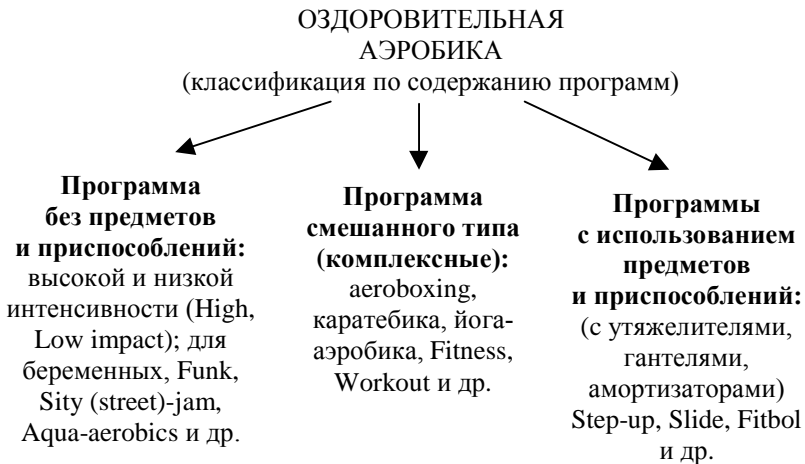 ОЗДОРОВИТЕЛЬНАЯ
АЭРОБИКА
(классификация по содержанию программ)
Программа
без предметов
и приспособлений:
высокой и низкой
интенсивности (High,
Low impact); для
беременных, Funk,
Sity (street)-jam,
Aqua-aerobics и др.
Программа
смешанного типа
(комплексные):
aeroboxing,
каратебика, йога-
аэробика, Fitness,
Workout и др.
Программы
с использованием
предметов
и приспособлений:
(с утяжелителями,
гантелями,
амортизаторами)
Step-up, Slide, Fitbol
и др.